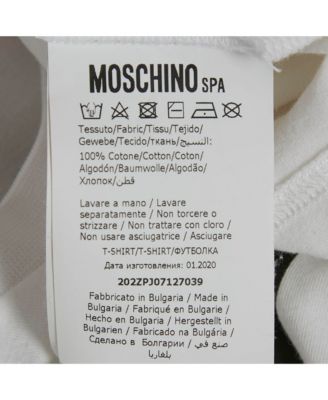 MOSCHINO SPA
Tessuto/Fabric/Tissu/Tejido/
Gewebe/Tecido/ткань/النسيج:
100% Cotone/Cotton/Coton/
Algodón/Baumwolle/Algodão/
Хлопок/قطن
Lavare a mano / Lavare
separatamente / Non torcere o
strizzare / Non trattare con cloro /
Non usare asciugatrice / Asciugare
T-SHIRT/T-SHIRT/ФУТБОЛКА
Дата изготовления: 01.2020
202ZPJ07127039
Fabbricato in Bulgaria / Made in
Bulgaria / Fabriqué en Bulgarie /
Hecho en Bulgaria / Hergestellt in
Bulgarien / Fabricado na Bulgaria /
Сделано в Болгарии / صنع في
بلغاريا